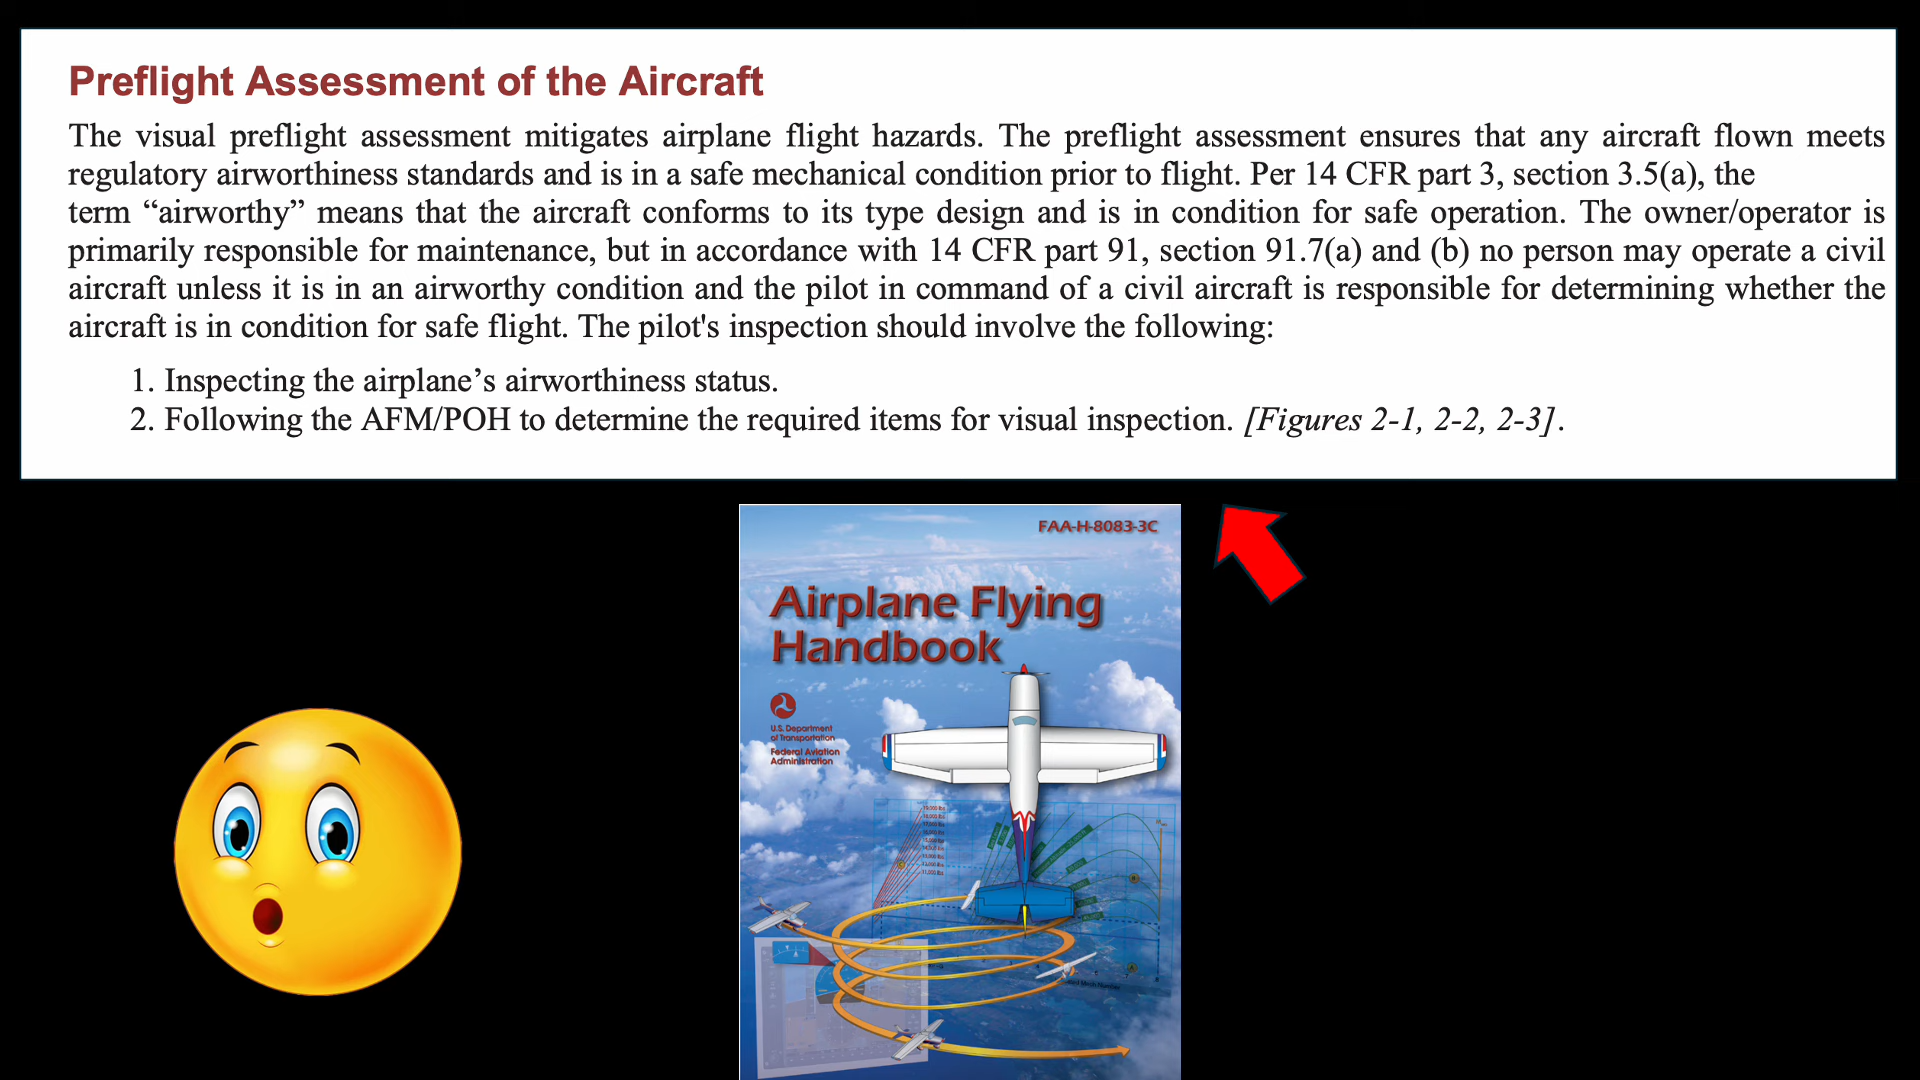 Preflight Assessment of the Aircraft
The visual preflight assessment mitigates airplane flight hazards. The preflight assessment ensures that any aircraft flown meets
regulatory airworthiness standards and is in a safe mechanical condition prior to flight. Per 14 CFR part 3, section 3.5(a), the
term “airworthy” means that the aircraft conforms to its type design and is in condition for safe operation. The owner/operator is
primarily responsible for maintenance, but in accordance with 14 CFR part 91, section 91.7(a) and (b) no person may operate a civil
aircraft unless it is in an airworthy condition and the pilot in command of a civil aircraft is responsible for determining whether the
aircraft is in condition for safe flight. The pilot's inspection should involve the following:
1. Inspecting the airplane’s airworthiness status.
2. Following the AFM/POH to determine the required items for visual inspection. [Figures 2-1, 2-2, 2-3].
FAA-H-8083-3C
Airplane Flying
Handbook
U.S. Department
of Transportation
Federal Aviation
Administration